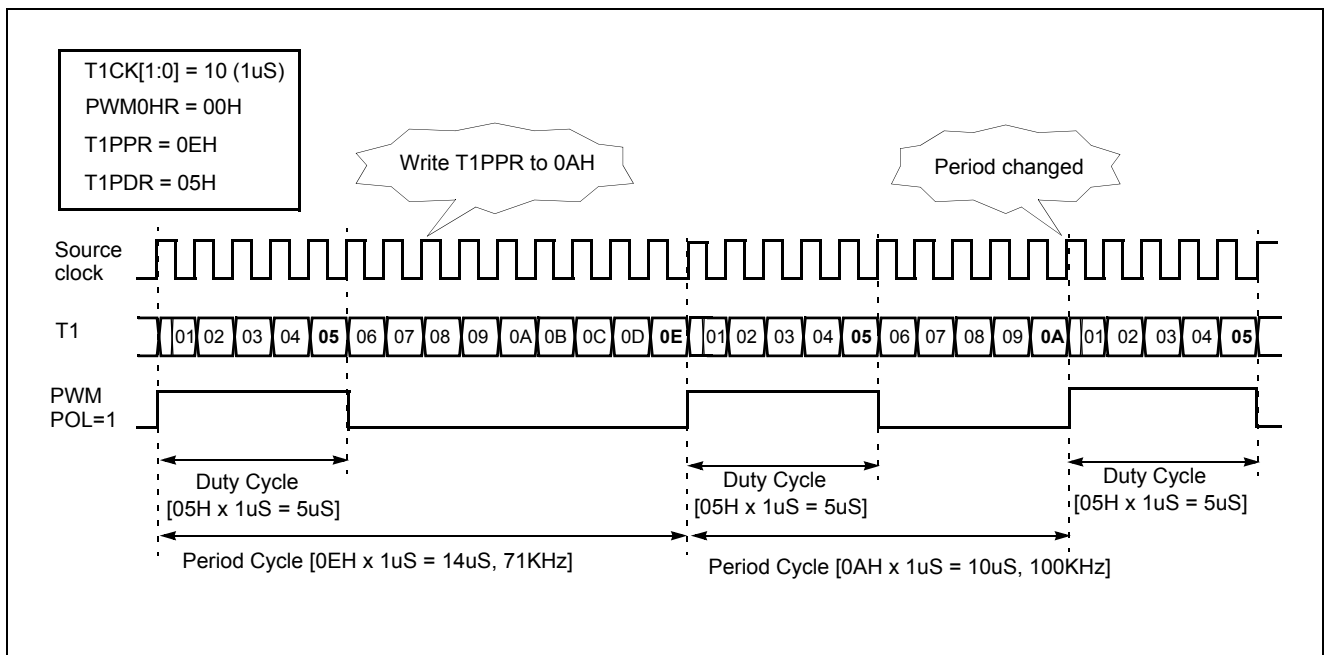 T1CK[1:0] = 10 (1uS)
PWM0HR = 00H
T1PPR = 0EH
T1PDR = 05H
Write T1PPR to 0AH
Period changed
Source
clock
T1
01 02 03 04 05 06 07 08 09 0A 0B 0C 0D 0E 01 02 03 04 05 06 07 08 09 0A 01 02 03 04 05
PWM
POL=1
Duty Cycle
[05H x 1uS = 5uS]
Duty Cycle
[05H x 1uS = 5uS]
Duty Cycle
[05H x 1uS = 5uS]
Period Cycle [0EH x 1uS = 14uS, 71KHz]
Period Cycle [0AH x 1uS = 10uS, 100KHz]